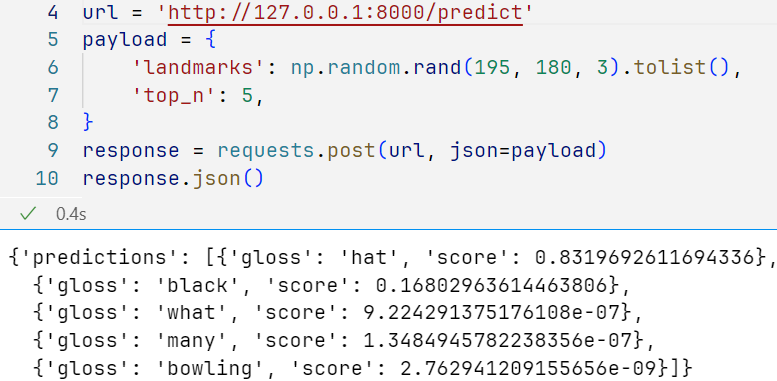 4 url = 'http://127.0.0.1:8000/predict'
5 payload = {
6     'landmarks': np.random.rand(195, 180, 3).tolist(),
7     'top_n': 5,
8 }
9 response = requests.post(url, json=payload)
10 response.json()
✓ 0.4s
{'predictions': [{'gloss': 'hat', 'score': 0.8319692611694336},
  {'gloss': 'black', 'score': 0.16802963614463806},
  {'gloss': 'what', 'score': 9.224291375176108e-07},
  {'gloss': 'many', 'score': 1.3484945782238356e-07},
  {'gloss': 'bowling', 'score': 2.762941209155656e-09}]}